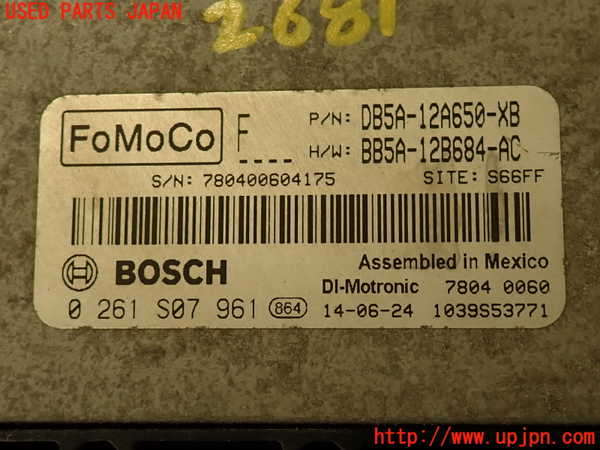 USED PARTS JAPAN
2681
FoMoCo F P/N: DB5A-12A650-XB
H/W: BB5A-12B684-AC
S/N: 780400604175 SITE: S66FF
Assembled in Mexico
BOSCH DI-Motronic 7804 0060
0 261 S07 961 864 14-06-24 1039S53771
http://www.upjpn.com/